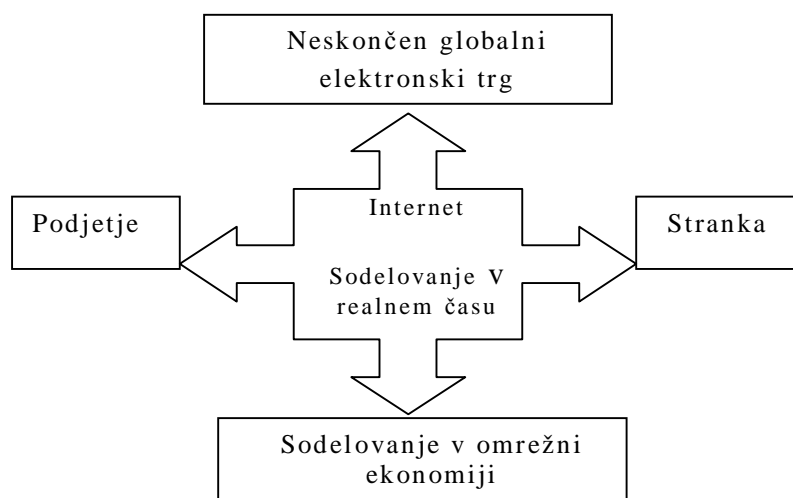 Neskončen globalni
elektronski trg
Podjetje
Internet
Stranka
Sodelovanje v
realnem času
Sodelovanje v omrežni
ekonomiji